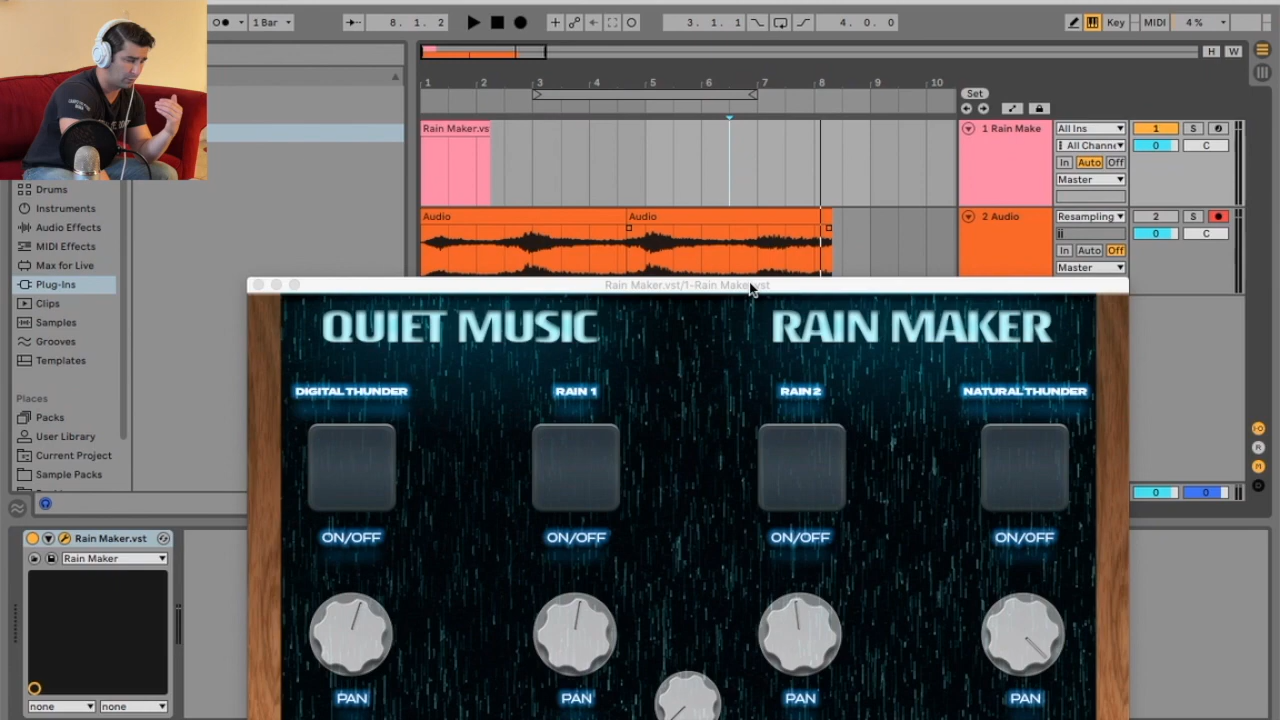 1 Bar
8. 1. 2
3. 1. 1
4. 0. 0
Key
MIDI
4 %
H
W
1
2
3
4
5
6
7
8
9
10
Set
Rain Maker.vs
1 Rain Make
All Ins
1
S
All Chann
0
C
In
Auto
Off
Master
Audio
Audio
2 Audio
Resampling
2
S
0
C
In
Auto
Off
Master
Drums
Instruments
Audio Effects
MIDI Effects
Max for Live
Plug-Ins
Clips
Samples
Grooves
Templates
Places
Packs
User Library
Current Project
Sample Packs
0
0
Rain Maker.vst/1-Rain Maker.vst
QUIET MUSIC
RAIN MAKER
DIGITAL THUNDER
RAIN 1
RAIN 2
NATURAL THUNDER
ON/OFF
ON/OFF
ON/OFF
ON/OFF
PAN
PAN
PAN
PAN
Rain Maker.vst
Rain Maker
none
none